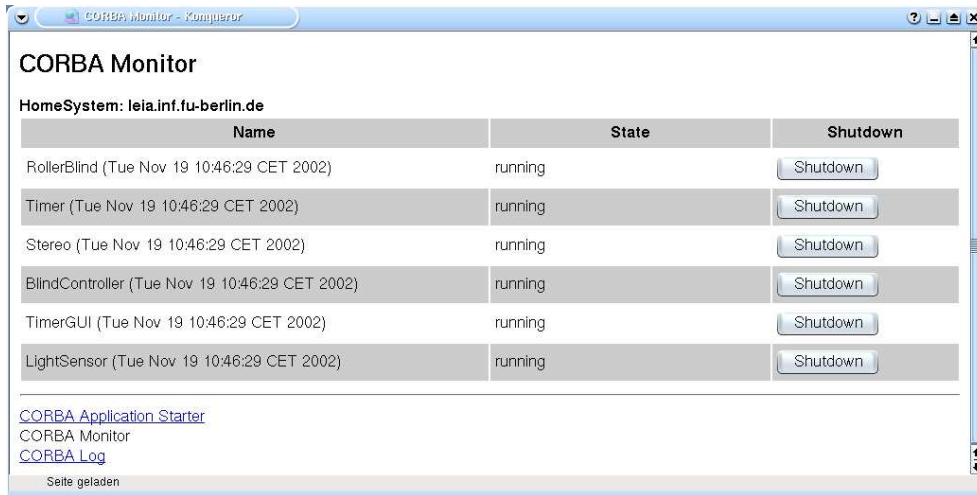 CORBA Monitor - Konqueror
CORBA Monitor
HomeSystem: leia.inf.fu-berlin.de
Name State Shutdown
RollerBlind (Tue Nov 19 10:46:29 CET 2002) running Shutdown
Timer (Tue Nov 19 10:46:29 CET 2002) running Shutdown
Stereo (Tue Nov 19 10:46:29 CET 2002) running Shutdown
BlindController (Tue Nov 19 10:46:29 CET 2002) running Shutdown
TimerGUI (Tue Nov 19 10:46:29 CET 2002) running Shutdown
LightSensor (Tue Nov 19 10:46:29 CET 2002) running Shutdown
CORBA Application Starter
CORBA Monitor
CORBA Log
Seite geladen